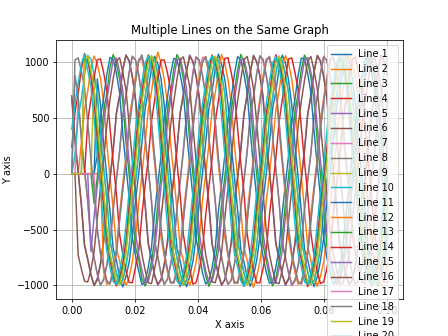 Multiple Lines on the Same Graph
Y axis
1000
500
0
−500
−1000
0.00
0.02
0.04
0.06
X axis
Line 1
Line 2
Line 3
Line 4
Line 5
Line 6
Line 7
Line 8
Line 9
Line 10
Line 11
Line 12
Line 13
Line 14
Line 15
Line 16
Line 17
Line 18
Line 19
Line 20